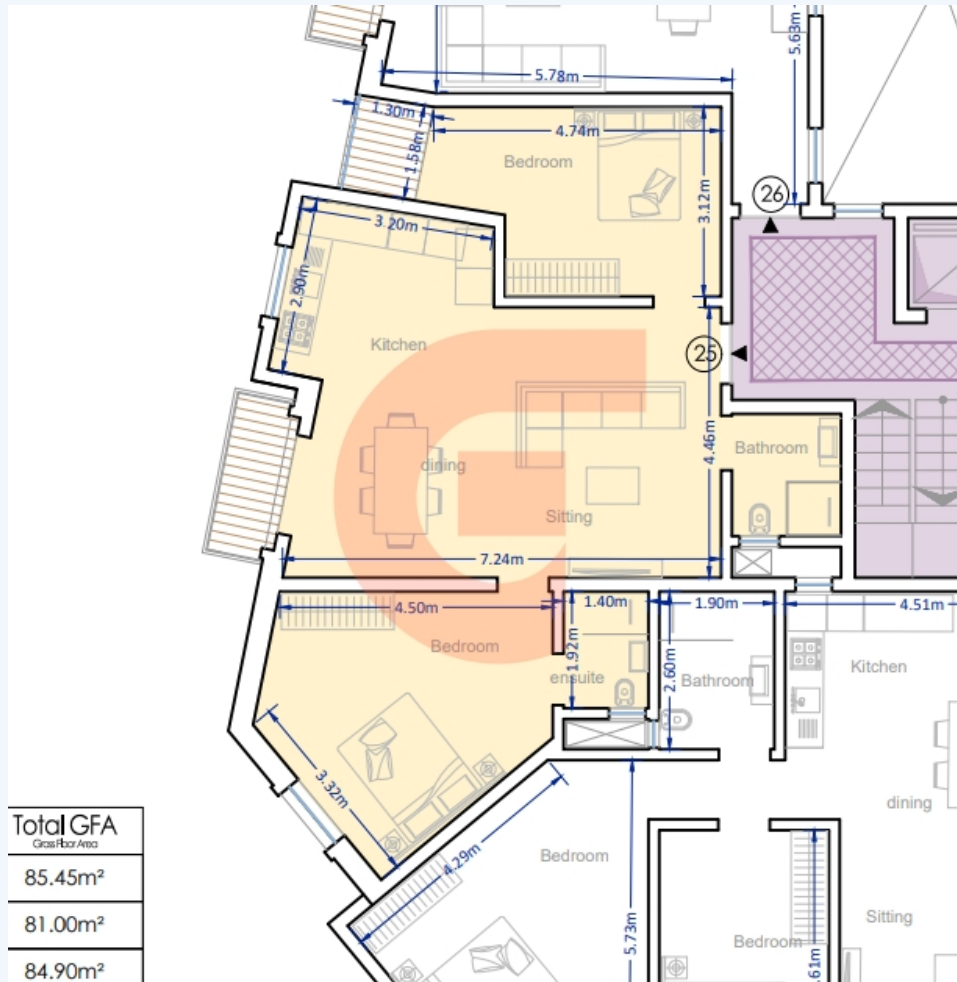 5.63m
5.78m
1.30m
4.74m
1.58m
Bedroom
3.12m
26
3.20m
2.90m
Kitchen
25
4.46m
Bathroom
dining
Sitting
7.24m
4.50m
1.40m
1.90m
4.51m
Bedroom
1.92m
ensuite
2.60m
Bathroom
Kitchen
3.32m
dining
4.29m
Bedroom
5.73m
Bedroom
Sitting
.61m
Total GFA
Gross Floor Area
85.45m²
81.00m²
84.90m²